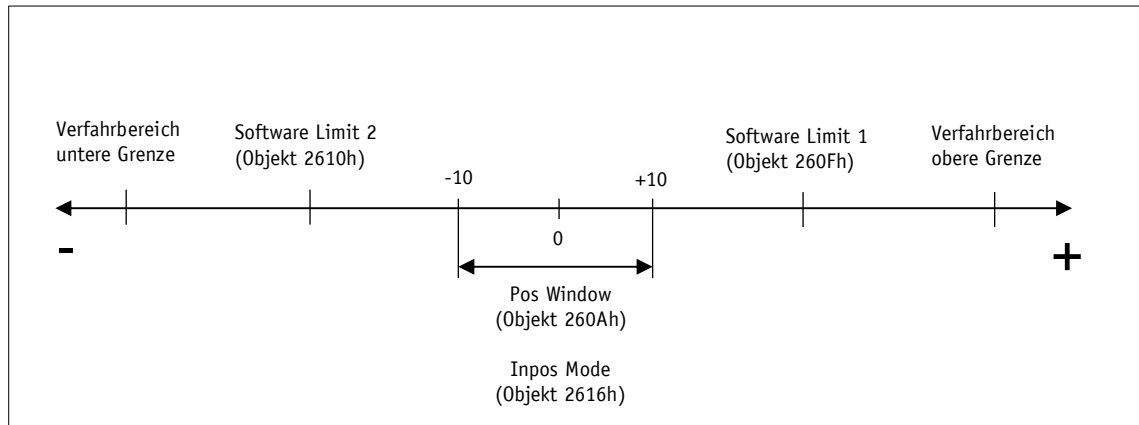 Verfahrbereich
untere Grenze
Software Limit 2
(Objekt 2610h)
-10
+10
Software Limit 1
(Objekt 260Fh)
Verfahrbereich
obere Grenze
-
0
+
Pos Window
(Objekt 260Ah)
Inpos Mode
(Objekt 2616h)